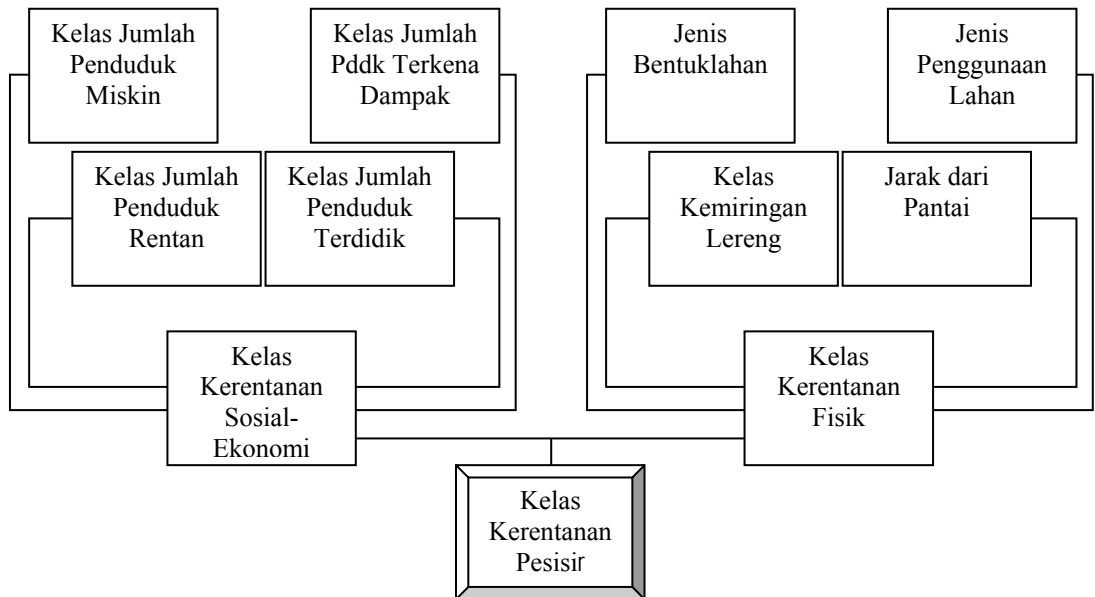 Kelas Jumlah
Penduduk
Miskin
Kelas Jumlah
Pddk Terkena
Dampak
Jenis
Bentuklahan
Jenis
Penggunaan
Lahan
Kelas Jumlah
Penduduk
Rentan
Kelas Jumlah
Penduduk
Terdidik
Kelas
Kemiringan
Lereng
Jarak dari
Pantai
Kelas
Kerentanan
Sosial-
Ekonomi
Kelas
Kerentanan
Fisik
Kelas
Kerentanan
Pesisir